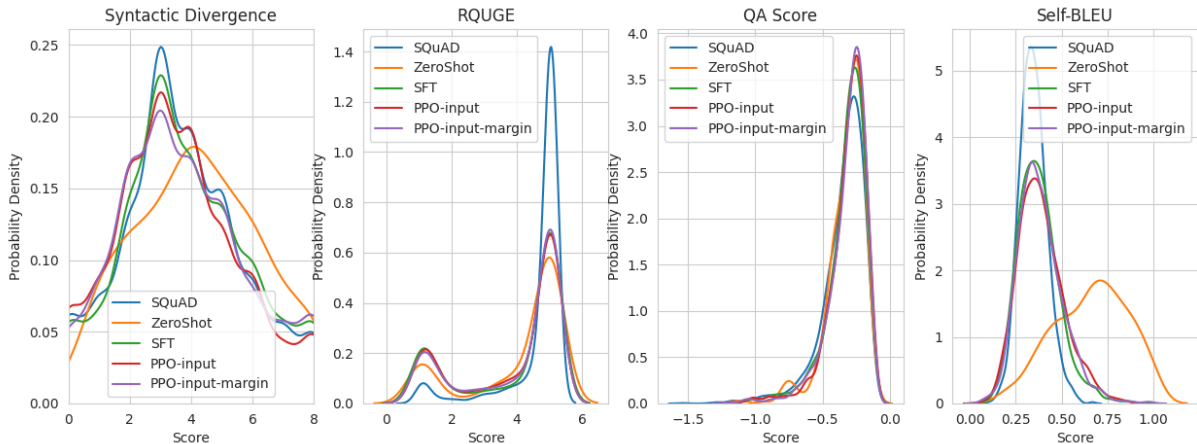 Syntactic Divergence
0.25
0.20
0.15
0.10
0.05
0.00
Probability Density
0
2
4
6
8
Score
SQuAD
ZeroShot
SFT
PPO-input
PPO-input-margin
RQUGE
1.4
1.2
1.0
0.8
0.6
0.4
0.2
0.0
Probability Density
0
2
4
6
Score
SQuAD
ZeroShot
SFT
PPO-input
PPO-input-margin
QA Score
4.0
3.5
3.0
2.5
2.0
1.5
1.0
0.5
0.0
Probability Density
−1.5
−1.0
−0.5
0.0
Score
SQuAD
ZeroShot
SFT
PPO-input
PPO-input-margin
Self-BLEU
5
4
3
2
1
0
Probability Density
0.00
0.25
0.50
0.75
1.00
Score
SQuAD
ZeroShot
SFT
PPO-input
PPO-input-margin